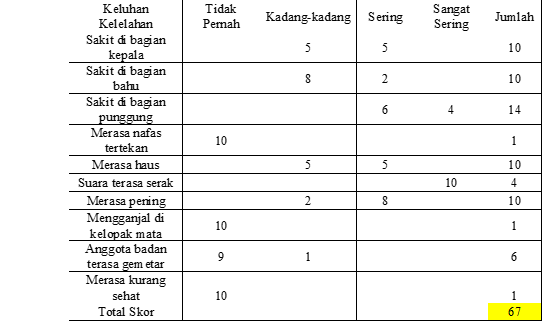 Keluhan Kelelahan Tidak Pernah Kadang-kadang Sering Sangat Sering Jumlah
Sakit di bagian kepala 5 5 10
Sakit di bagian bahu 8 2 10
Sakit di bagian punggung 6 4 14
Merasa nafas tertekan 10 1
Merasa haus 5 5 10
Suara terasa serak 10 4
Merasa pening 2 8 10
Mengganjal di kelopak mata 10 1
Anggota badan terasa gemetar 9 1 6
Merasa kurang sehat 10 1
Total Skor 67